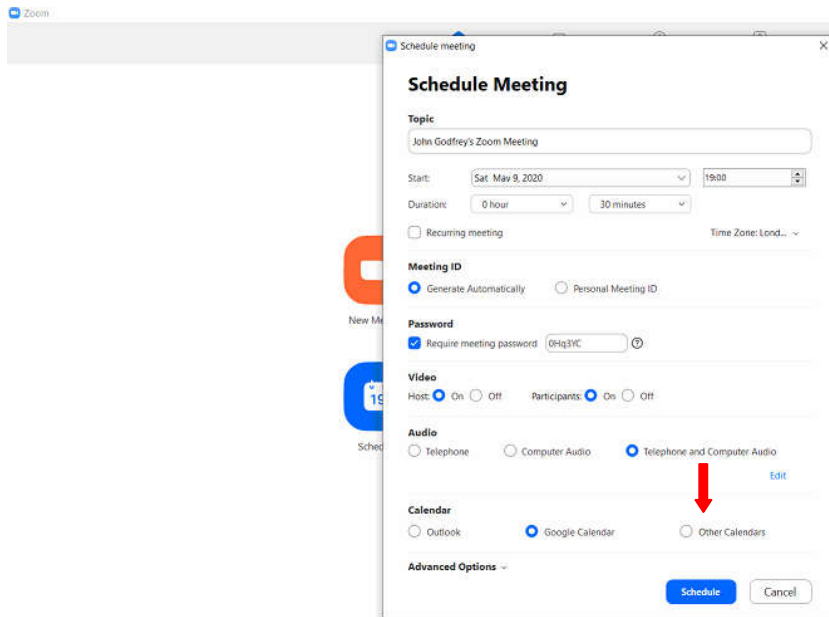 Zoom
Schedule meeting
Schedule Meeting
Topic
John Godfrey's Zoom Meeting
Start: Sat May 9, 2020 19:00
Duration: 0 hour 30 minutes
Recurring meeting Time Zone: Lond...
Meeting ID
Generate Automatically Personal Meeting ID
New Me
Password
Require meeting password 0Hq3YC
Video
Host: On Off Participants: On Off
19
Audio
Sched
Telephone Computer Audio Telephone and Computer Audio
Edit
Calendar
Outlook Google Calendar Other Calendars
Advanced Options
Schedule Cancel